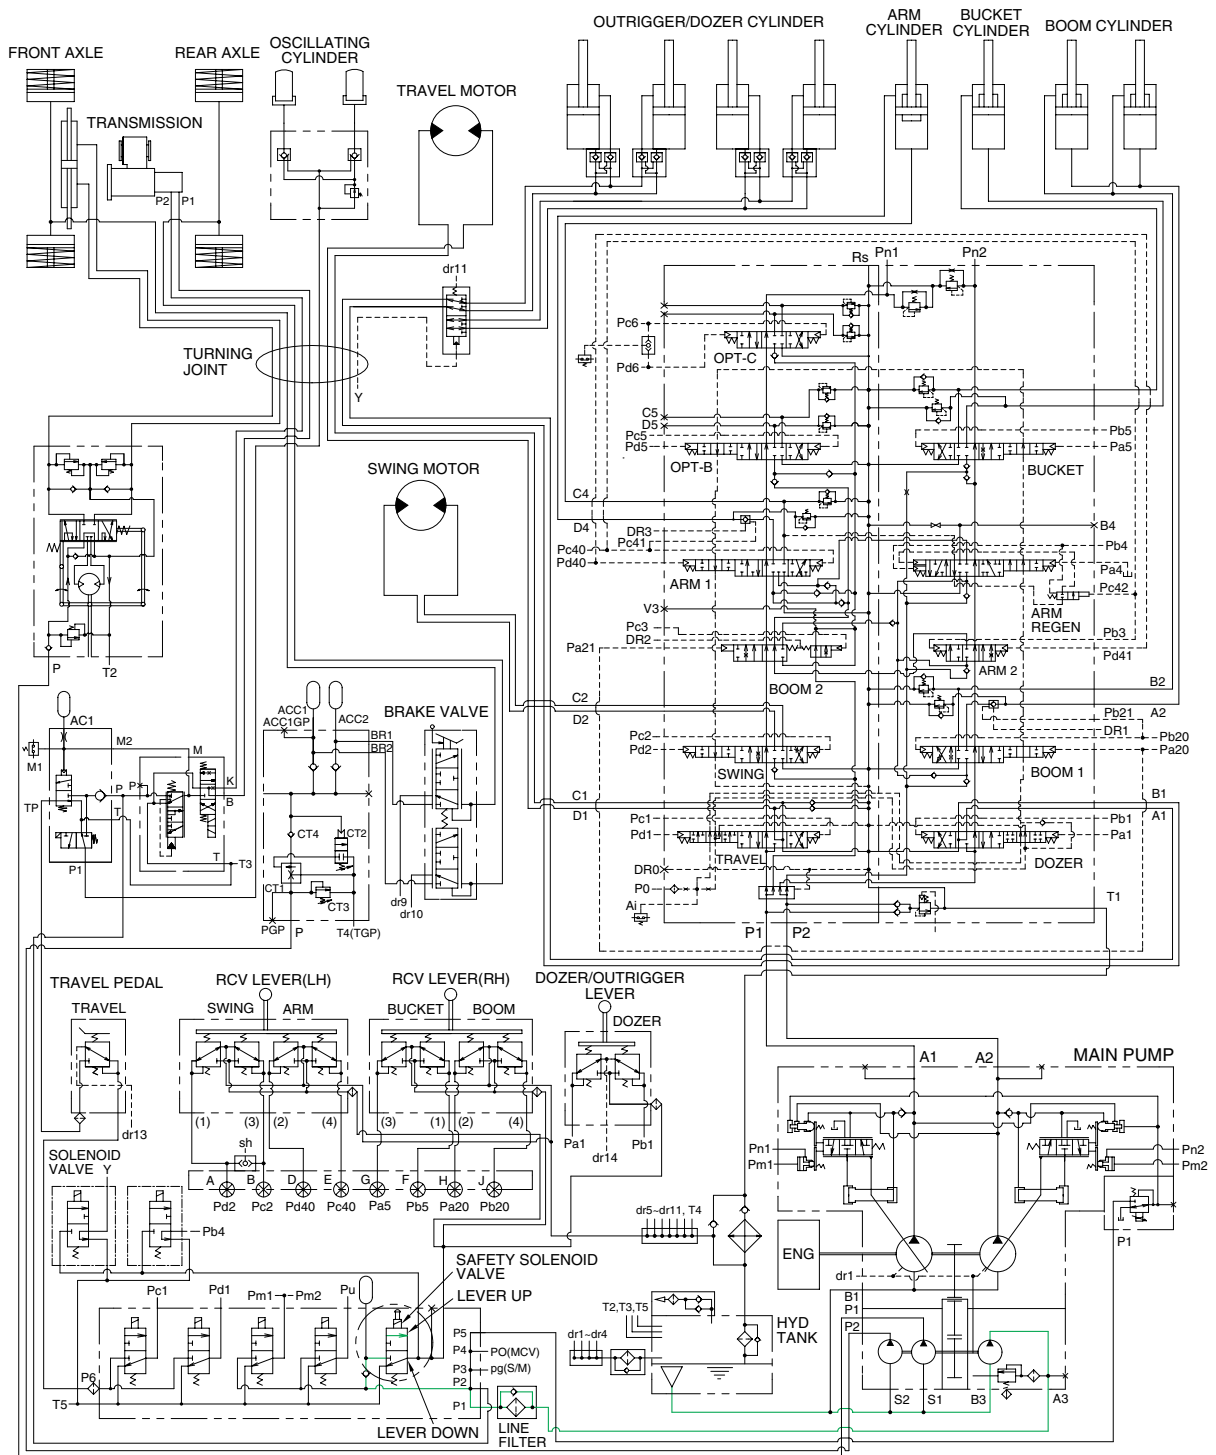 OUTRIGGER/DOZER CYLINDER
ARM
CYLINDER
BUCKET
CYLINDER
BOOM CYLINDER
FRONT AXLE
REAR AXLE
OSCILLATING
CYLINDER
TRAVEL MOTOR
TRANSMISSION
P2
P1
dr11
Rs
Pn1
Pn2
Pc6
Pd6
OPT-C
TURNING
JOINT
Y
C5
D5
Pc5
Pd5
OPT-B
Pb5
Pa5
BUCKET
SWING MOTOR
C4
D4
DR3
Pc41
Pc40
Pd40
ARM 1
B4
Pb4
Pa4
Pc42
ARM
REGEN
V3
Pc3
DR2
Pa21
BOOM 2
Pb3
Pd41
ARM 2
P
T2
B2
A2
C2
D2
Pb21
DR1
Pc2
Pd2
SWING
Pb20
Pa20
BOOM 1
AC1
M2
M1
M
P
P
K
B
TP
T
T
T3
P1
ACC1
ACC1GP
ACC2
BR1
BR2
BRAKE VALVE
CT4
CT2
CT1
CT3
PGP
P
T4(TGP)
dr9
dr10
C1
D1
Pc1
Pd1
TRAVEL
B1
A1
Pb1
Pa1
DOZER
DR0
P0
Ai
T1
P1
P2
TRAVEL PEDAL
TRAVEL
dr13
RCV LEVER(LH)
SWING
ARM
(1)
(3)
(2)
(4)
RCV LEVER(RH)
BUCKET
BOOM
(3)
(1)
(2)
(4)
DOZER/OUTRIGGER
LEVER
DOZER
Pa1
Pb1
dr14
A1
A2
MAIN PUMP
Pn1
Pm1
Pn2
Pm2
P1
SOLENOID
VALVE
Y
Pb4
sh
A
B
D
E
G
F
H
J
Pd2
Pc2
Pd40
Pc40
Pa5
Pb5
Pa20
Pb20
dr5~dr11, T4
ENG
dr1
B1
P1
P2
SAFETY SOLENOID
VALVE
LEVER UP
Pc1
Pd1
Pm1
Pm2
Pu
P5
P4
PO(MCV)
P3
pg(S/M)
P2
P1
P6
T5
LEVER DOWN
LINE
FILTER
T2,T3,T5
dr1~dr4
HYD
TANK
S2
S1
B3
A3